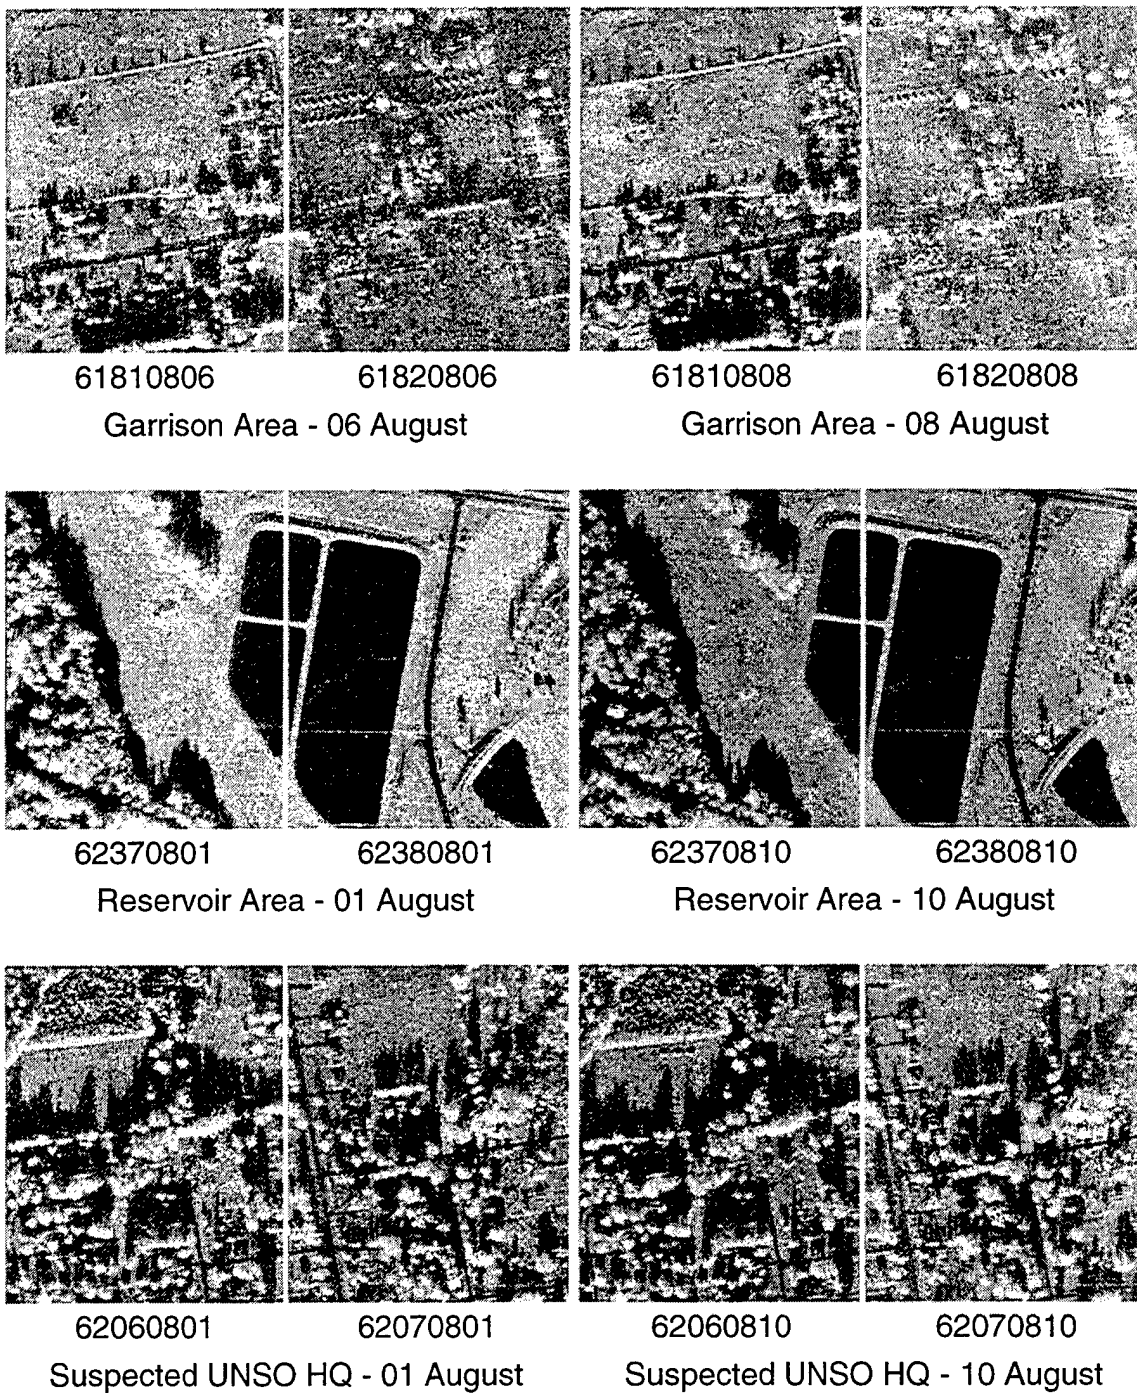 61810806 61820806 61810808 61820808
Garrison Area - 06 August Garrison Area - 08 August
62370801 62380801 62370810 62380810
Reservoir Area - 01 August Reservoir Area - 10 August
62060801 62070801 62060810 62070810
Suspected UNSO HQ - 01 August Suspected UNSO HQ - 10 August